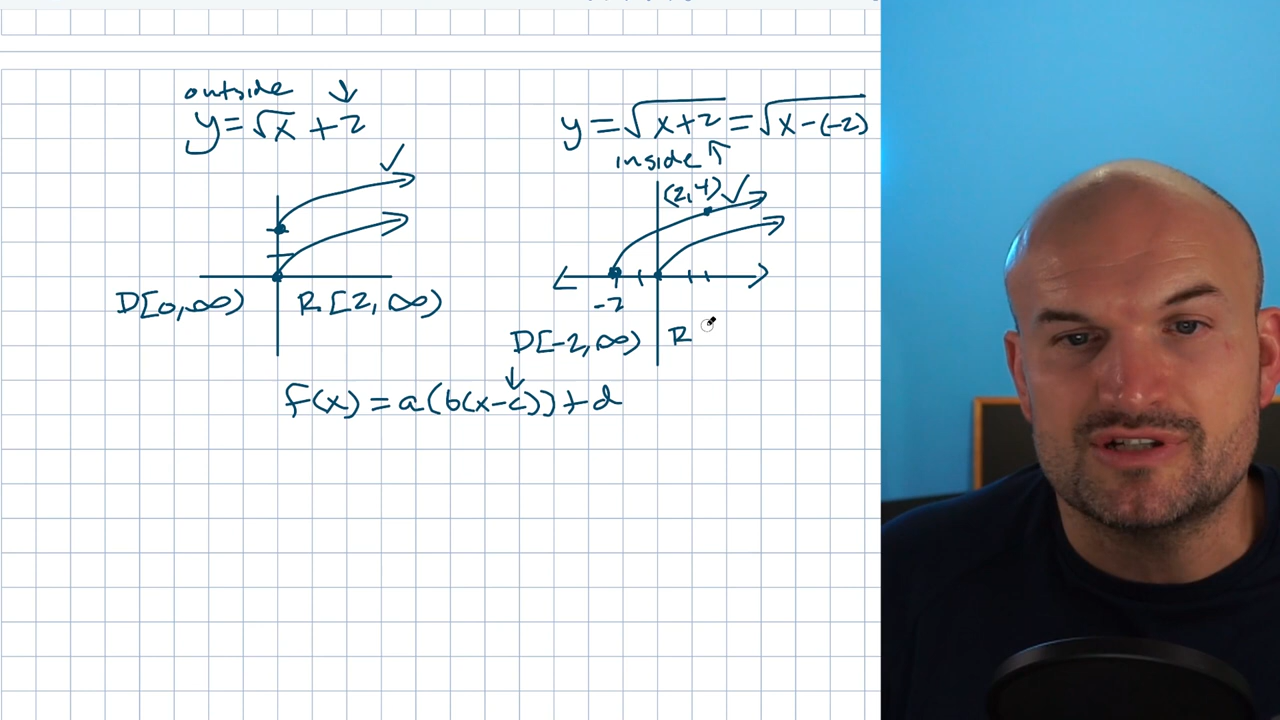 outside ↓
y = √x + 2
D[0, ∞) R [2, ∞)
y = √x+2 = √x-(-2)
inside ↑
(2,4) ✓
-2
D[-2, ∞) R
f(x) = a(b(x-c)) + d